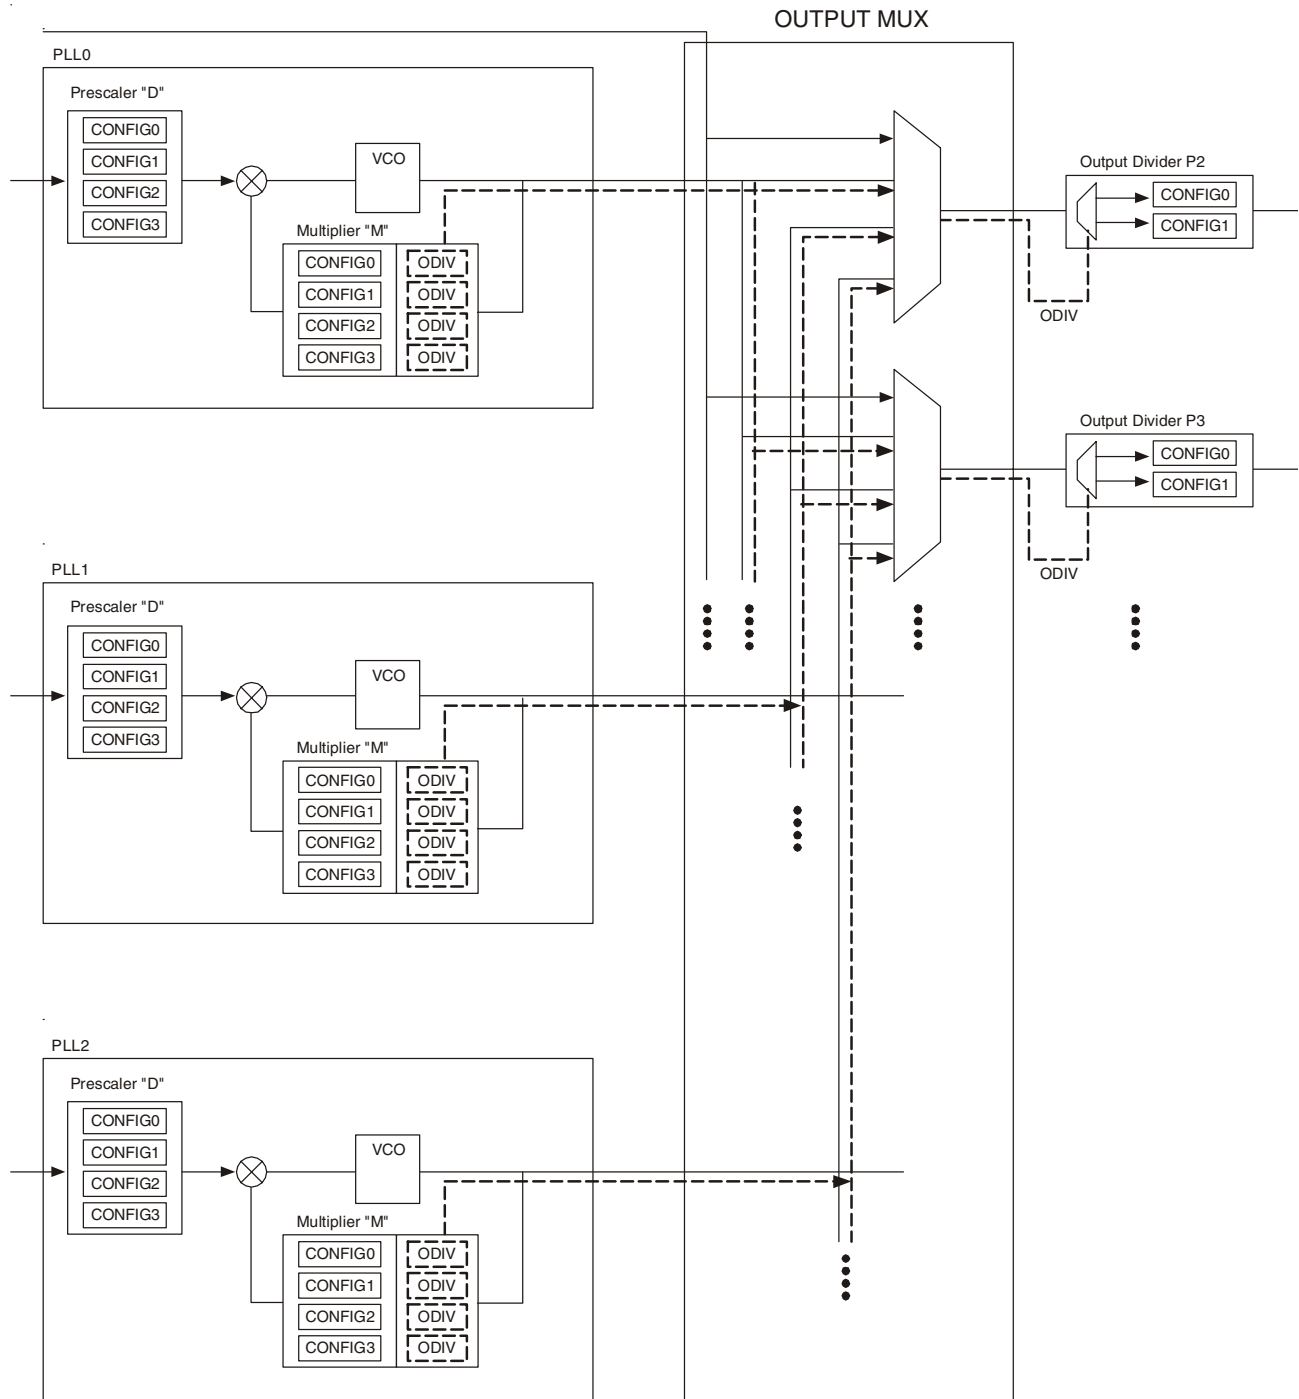 OUTPUT MUX
PLL0
Prescaler "D"
CONFIG0
CONFIG1
CONFIG2
CONFIG3
VCO
Multiplier "M"
CONFIG0 ODIV
CONFIG1 ODIV
CONFIG2 ODIV
CONFIG3 ODIV
Output Divider P2
CONFIG0
CONFIG1
ODIV
Output Divider P3
CONFIG0
CONFIG1
ODIV
PLL1
Prescaler "D"
CONFIG0
CONFIG1
CONFIG2
CONFIG3
VCO
Multiplier "M"
CONFIG0 ODIV
CONFIG1 ODIV
CONFIG2 ODIV
CONFIG3 ODIV
PLL2
Prescaler "D"
CONFIG0
CONFIG1
CONFIG2
CONFIG3
VCO
Multiplier "M"
CONFIG0 ODIV
CONFIG1 ODIV
CONFIG2 ODIV
CONFIG3 ODIV